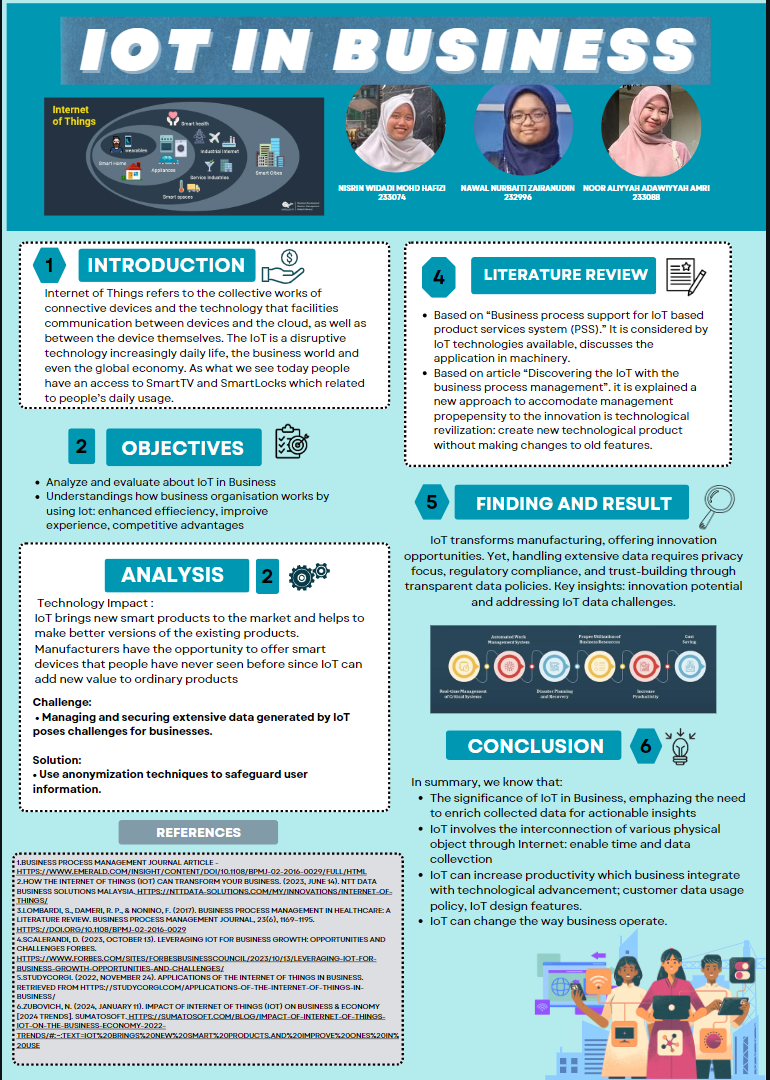 IOT IN BUSINESS
Internet
of Things
Smart health
Wearables
Industrial Internet
Smart Home
Appliances
Smart Cities
Service industries
Smart spaces
NISRIN WIDADI MOHD HAFIZI
233074
NAWAL NURBAITI ZAIRANUDIN
232996
NOOR ALIYYAH ADAWIYYAH AMRI
233088
1
INTRODUCTION
Internet of Things refers to the collective works of
connective devices and the technology that facilities
communication between devices and the cloud, as well as
between the device themselves. The IoT is a disruptive
technology increasingly daily life, the business world and
even the global economy. As what we see today people
have an access to SmartTV and SmartLocks which related
to people's daily usage.
2
OBJECTIVES
• Analyze and evaluate about IoT in Business
• Understandings how business organisation works by
using Iot: enhanced effieciency, improve
experience, competitive advantages
ANALYSIS
2
Technology Impact :
IoT brings new smart products to the market and helps to
make better versions of the existing products.
Manufacturers have the opportunity to offer smart
devices that people have never seen before since IoT can
add new value to ordinary products
Challenge:
• Managing and securing extensive data generated by IoT
poses challenges for businesses.
Solution:
• Use anonymization techniques to safeguard user
information.
REFERENCES
1.BUSINESS PROCESS MANAGEMENT JOURNAL ARTICLE -
HTTPS://WWW.EMERALD.COM/INSIGHT/CONTENT/DOI/10.1108/BPMJ-02-2016-0029/FULL/HTML
2.HOW THE INTERNET OF THINGS (IOT) CAN TRANSFORM YOUR BUSINESS. (2023, JUNE 14). NTT DATA
BUSINESS SOLUTIONS MALAYSIA. HTTPS://NTTDATA-SOLUTIONS.COM/MY/INNOVATIONS/INTERNET-OF-
THINGS/
3.LOMBARDI, S., DAMERI, R. P., & NONINO, F. (2017). BUSINESS PROCESS MANAGEMENT IN HEALTHCARE: A
LITERATURE REVIEW. BUSINESS PROCESS MANAGEMENT JOURNAL, 23(6), 1169-1195.
HTTPS://DOI.ORG/10.1108/BPMJ-02-2016-0029
4.SCALERANDI, D. (2023, OCTOBER 13). LEVERAGING IOT FOR BUSINESS GROWTH: OPPORTUNITIES AND
CHALLENGES FORBES.
HTTPS://WWW.FORBES.COM/SITES/FORBESBUSINESSCOUNCIL/2023/10/13/LEVERAGING-IOT-FOR-
BUSINESS-GROWTH-OPPORTUNITIES-AND-CHALLENGES/
5.STUDYCORGI. (2022, NOVEMBER 24). APPLICATIONS OF THE INTERNET OF THINGS IN BUSINESS.
RETRIEVED FROM HTTPS://STUDYCORGI.COM/APPLICATIONS-OF-THE-INTERNET-OF-THINGS-IN-
BUSINESS/
6.ZUBOVICH, N. (2024, JANUARY 11). IMPACT OF INTERNET OF THINGS (IOT) ON BUSINESS & ECONOMY
[2024 TRENDS]. SUMATOSOFT. HTTPS://SUMATOSOFT.COM/BLOG/IMPACT-OF-INTERNET-OF-THINGS-
IOT-ON-THE-BUSINESS-ECONOMY-2022-
TRENDS/#:~:TEXT=IOT%20BRINGS%20NEW%20SMART%20PRODUCTS,AND%20IMPROVE%20ONES%20IN%
20USE
4
LITERATURE REVIEW
• Based on “Business process support for IoT based
product services system (PSS).” It is considered by
IoT technologies available, discusses the
application in machinery.
• Based on article “Discovering the IoT with the
business process management”. it is explained a
new approach to accomodate management
propepensity to the innovation is technological
revilization: create new technological product
without making changes to old features.
5
FINDING AND RESULT
IoT transforms manufacturing, offering innovation
opportunities. Yet, handling extensive data requires privacy
focus, regulatory compliance, and trust-building through
transparent data policies. Key insights: innovation potential
and addressing IoT data challenges.
Automated Work
Management System
Proper Utilization of
Business Resources
Cost
Saving
Real-time Management
of Critical Systems
Disaster Planning
and Recovery
Increase
Productivity
CONCLUSION
6
In summary, we know that:
• The significance of IoT in Business, emphazing the need
to enrich collected data for actionable insights
• IoT involves the interconnection of various physical
object through Internet: enable time and data
collevction
• IoT can increase productivity which business integrate
with technological advancement; customer data usage
policy, IoT design features.
• IoT can change the way business operate.